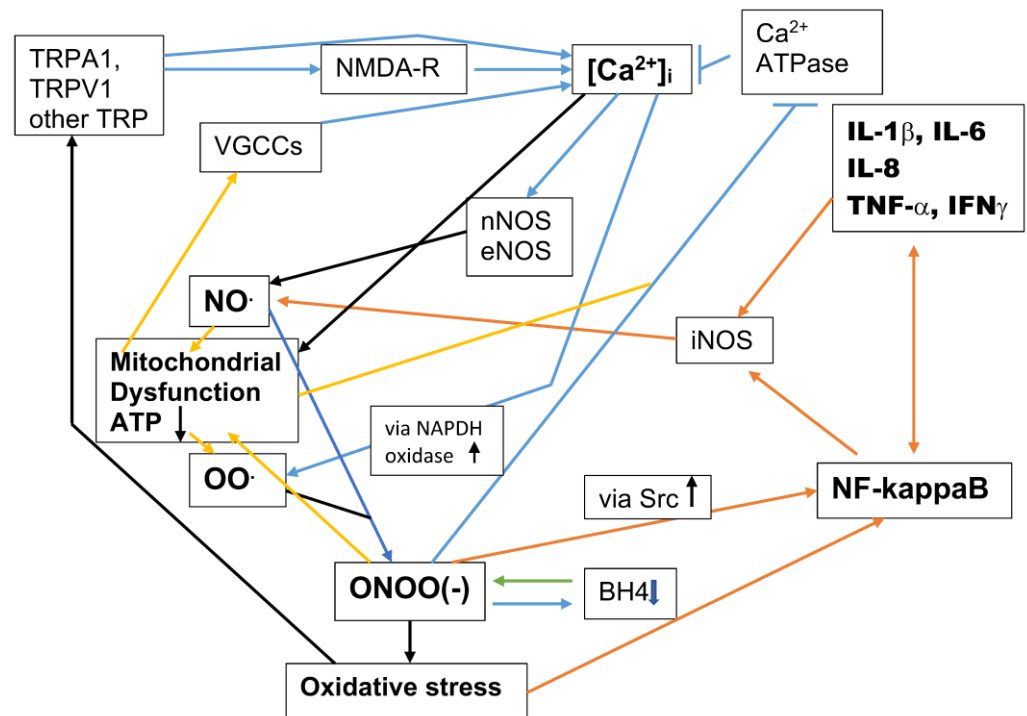 TRPA1,
TRPV1
other TRP
NMDA-R
[Ca²⁺]ᵢ
Ca²⁺
ATPase
VGCCs
IL-1β, IL-6
IL-8
TNF-α, IFNγ
nNOS
eNOS
NO·
iNOS
Mitochondrial
Dysfunction
ATP
via NAPDH
oxidase
OO·
via Src
NF-kappaB
ONOO(-)
BH4
Oxidative stress